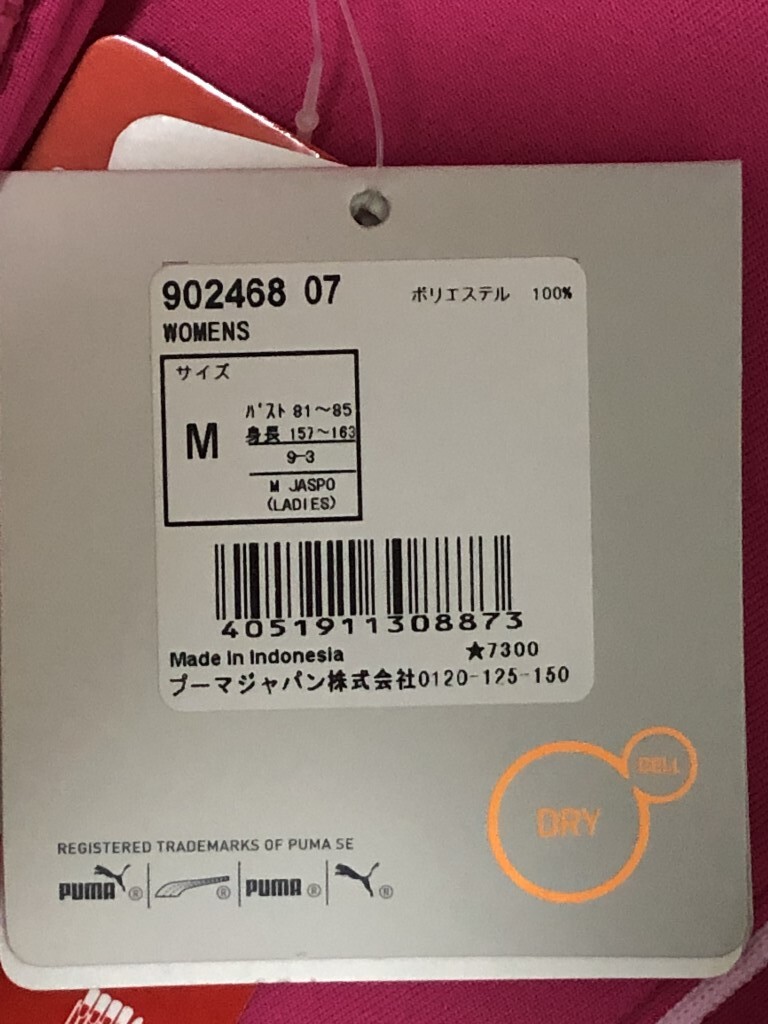 902468 07
ポリエステル 100%
WOMENS
サイズ
M
バスト 81～85
身長 157～163
9-3
M JASPO
(LADIES)
4051911308873
Made in Indonesia
★7300
プーマジャパン株式会社0120-125-150
DRY
CELL
REGISTERED TRADEMARKS OF PUMA SE
PUMA® ® PUMA® ®